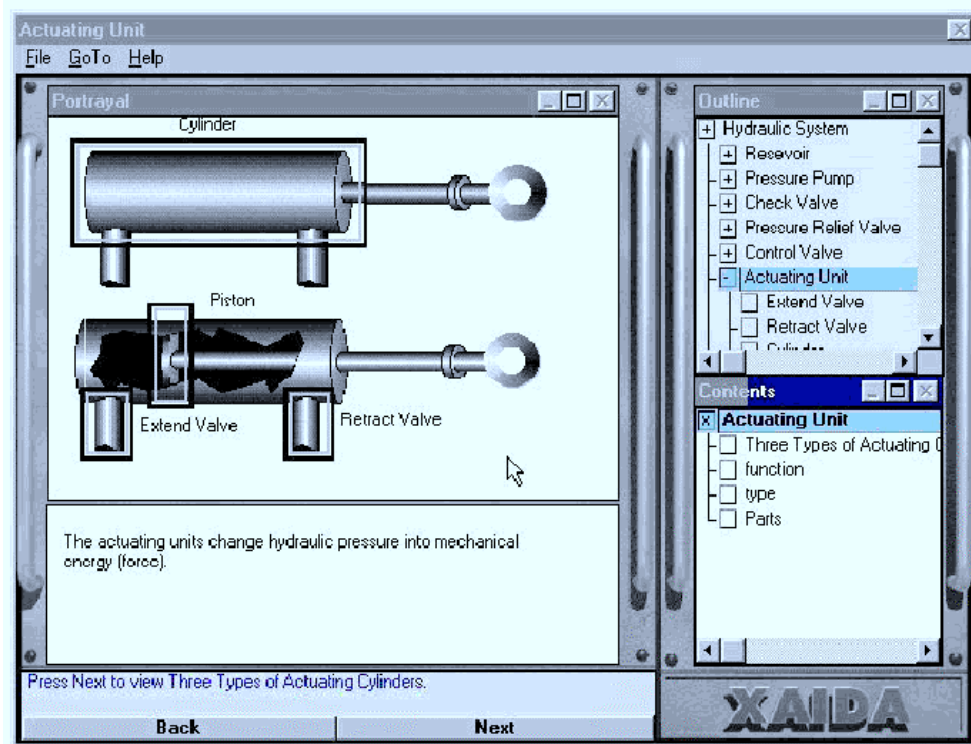 Actuating Unit
File GoTo Help
Portrayal
Cylinder
Piston
Extend Valve
Retract Valve
The actuating units change hydraulic pressure into mechanical
energy (force).
Press Next to view Three Types of Actuating Cylinders.
Back Next
Outline
Hydraulic System
Resevoir
Pressure Pump
Check Valve
Pressure Relief Valve
Control Valve
Actuating Unit
Extend Valve
Retract Valve
Cylinder
Contents
Actuating Unit
Three Types of Actuating
function
type
Parts
XAIDA